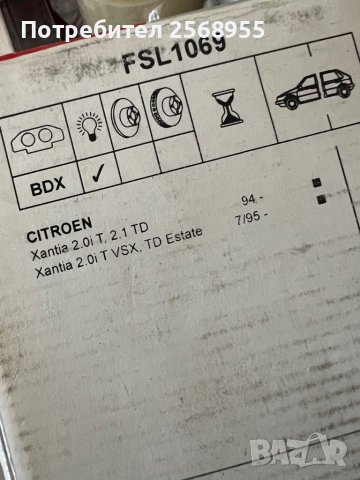 Потребител 2568955
FSL1069
BDX ✓
CITROEN
Xantia 2.0i T, 2.1 TD 94 - ■
Xantia 2.0i T VSX, TD Estate 7/95 - ■
BAZAR